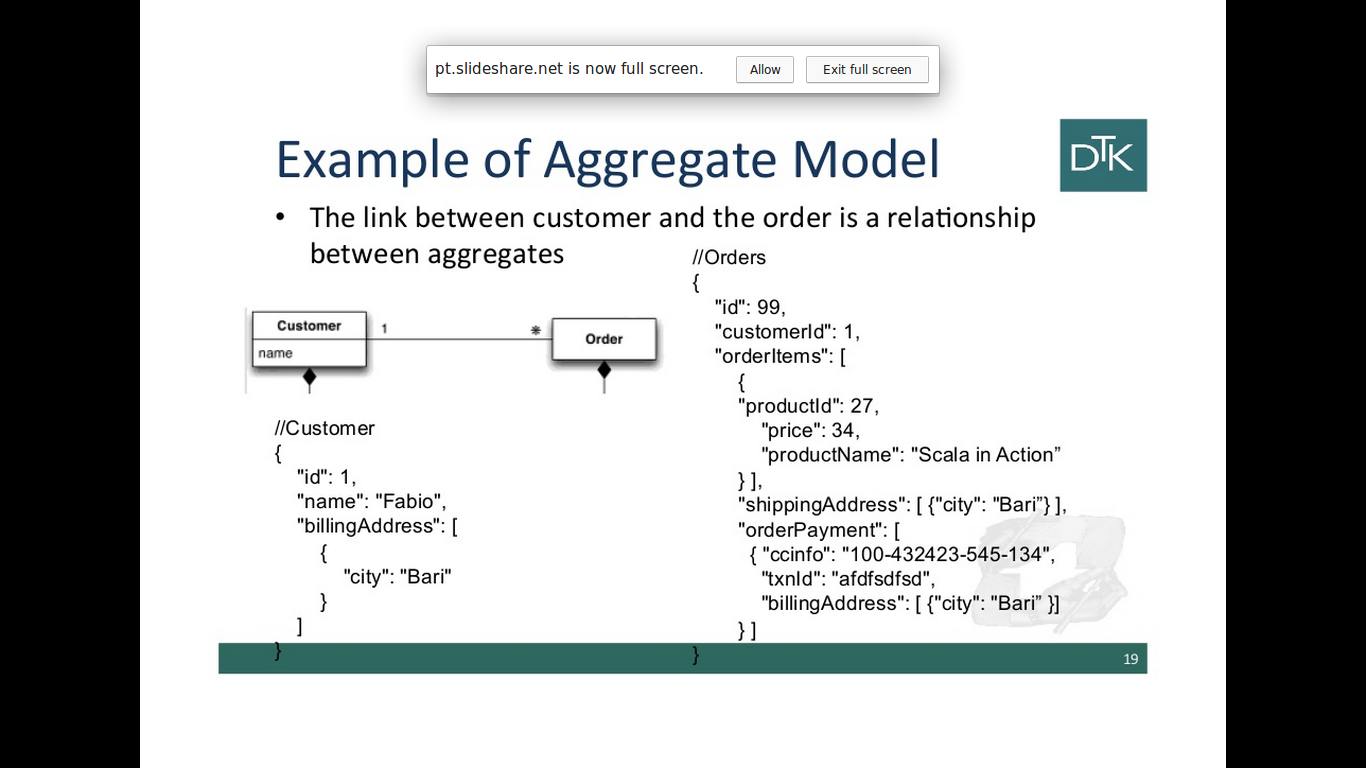 pt.slideshare.net is now full screen.
Allow
Exit full screen
Example of Aggregate Model
DTK
• The link between customer and the order is a relationship
between aggregates
Customer
name
1
*
Order
//Customer
{
"id": 1,
"name": "Fabio",
"billingAddress": [
{
"city": "Bari"
}
]
}
//Orders
{
"id": 99,
"customerId": 1,
"orderItems": [
{
"productId": 27,
"price": 34,
"productName": "Scala in Action”
} ],
"shippingAddress": [ {"city": "Bari”} ],
"orderPayment": [
{ "ccinfo": "100-432423-545-134",
"txnId": "afdfsdfsd",
"billingAddress": [ {"city": "Bari” }]
} ]
}
19